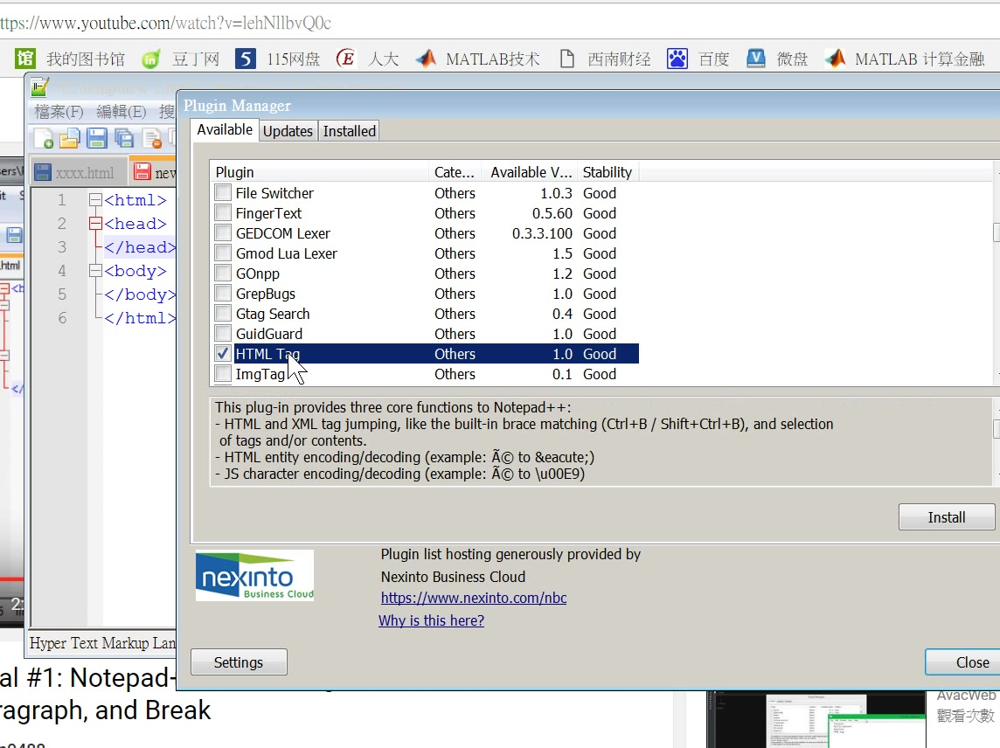 ttps://www.youtube.com/watch?v=lehNllbvQ0c
馆 我的图书馆 in 豆丁网 5 115网盘 E 人大 MATLAB技术 西南财经 百度 V 微盘 MATLAB 计算金融
檔案(F) 編輯(E) 搜
Plugin Manager
Available Updates Installed
xxxx.html new
Plugin Cate... Available V... Stability
File Switcher Others 1.0.3 Good
FingerText Others 0.5.60 Good
GEDCOM Lexer Others 0.3.3.100 Good
Gmod Lua Lexer Others 1.5 Good
GOnpp Others 1.2 Good
GrepBugs Others 1.0 Good
Gtag Search Others 0.4 Good
GuidGuard Others 1.0 Good
HTML Tag Others 1.0 Good
ImgTag Others 0.1 Good
1 <html>
2 <head>
3 </head>
4 <body>
5 </body>
6 </html>
This plug-in provides three core functions to Notepad++:
- HTML and XML tag jumping, like the built-in brace matching (Ctrl+B / Shift+Ctrl+B), and selection
of tags and/or contents.
- HTML entity encoding/decoding (example: Ã© to &eacute;)
- JS character encoding/decoding (example: Ã© to \u00E9)
Install
nexinto
Business Cloud
Plugin list hosting generously provided by
Nexinto Business Cloud
https://www.nexinto.com/nbc
Why is this here?
Hyper Text Markup Lan
Settings Close
al #1: Notepad-
ragraph, and Break
AvacWeb
觀看次數